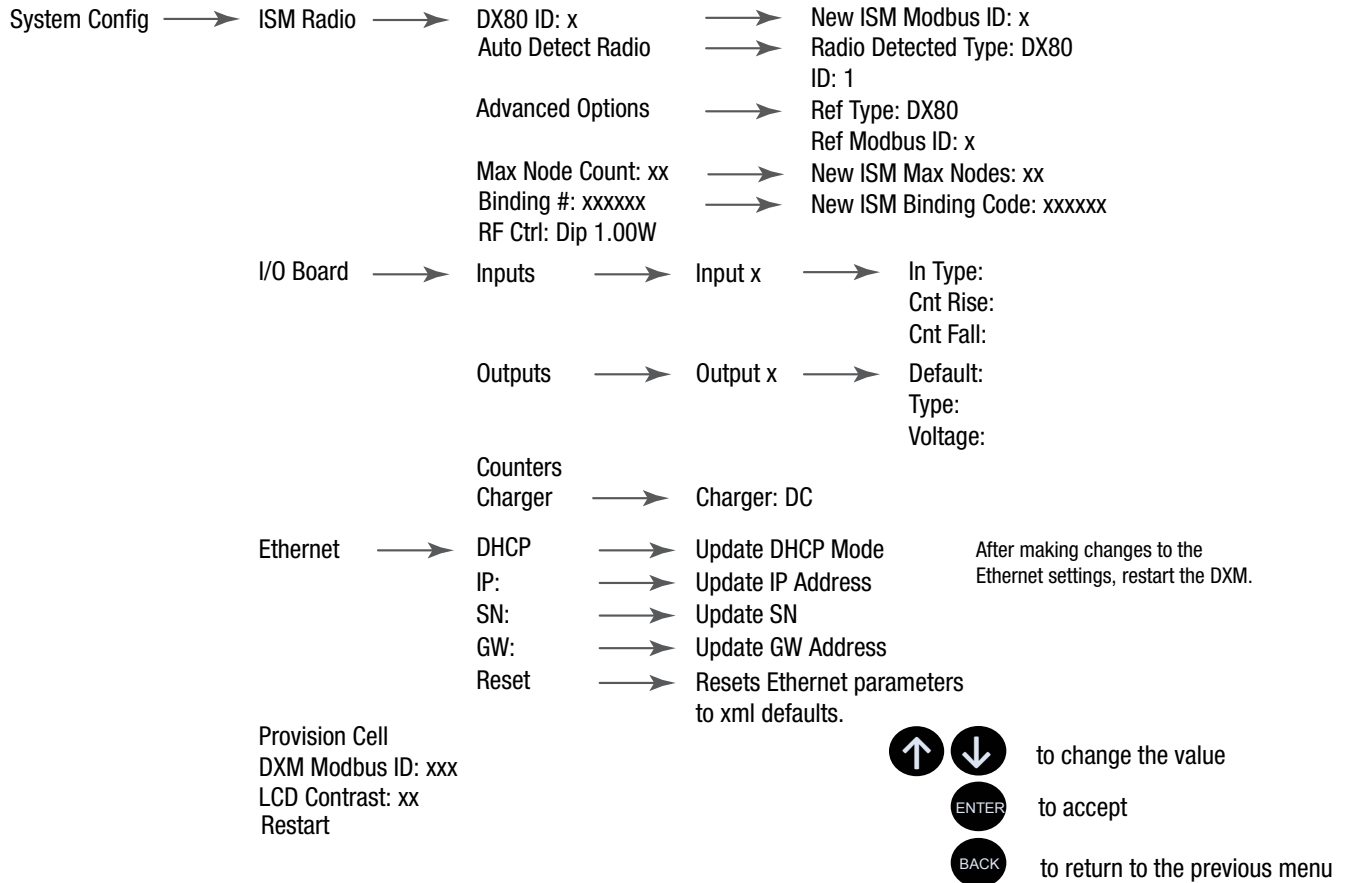 System Config ISM Radio DX80 ID: x New ISM Modbus ID: x
Auto Detect Radio Radio Detected Type: DX80
ID: 1
Advanced Options Ref Type: DX80
Ref Modbus ID: x
Max Node Count: xx New ISM Max Nodes: xx
Binding #: xxxxxx New ISM Binding Code: xxxxxx
RF Ctrl: Dip 1.00W
I/O Board Inputs Input x In Type:
Cnt Rise:
Cnt Fall:
Outputs Output x Default:
Type:
Voltage:
Counters
Charger Charger: DC
Ethernet DHCP Update DHCP Mode After making changes to the
Ethernet settings, restart the DXM.
IP: Update IP Address
SN: Update SN
GW: Update GW Address
Reset Resets Ethernet parameters
to xml defaults.
Provision Cell
DXM Modbus ID: xxx
LCD Contrast: xx
Restart
to change the value
ENTER to accept
BACK to return to the previous menu